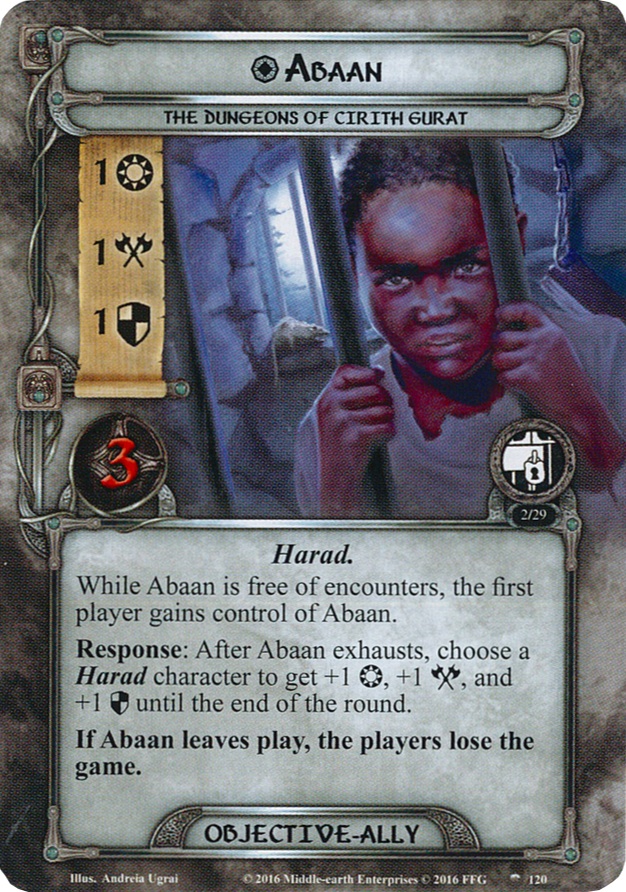 ABAAN
THE DUNGEONS OF CIRITH GURAT
1
1
1
3
2/29
Harad.
While Abaan is free of encounters, the first
player gains control of Abaan.
Response: After Abaan exhausts, choose a
Harad character to get +1 , +1 , and
+1 until the end of the round.
If Abaan leaves play, the players lose the
game.
OBJECTIVE-ALLY
Illus. Andreia Ugrai ©2016 Middle-earth Enterprises © 2016 FFG 120